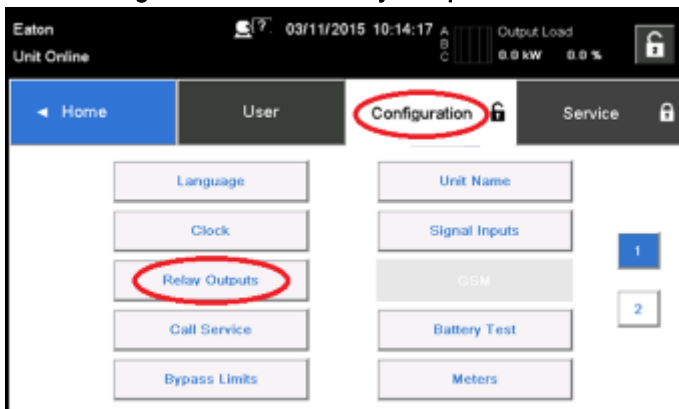 Eaton
?
03/11/2015 10:14:17
A
B
C
Output Load
0.0 kW 0.0 %
Unit Online
◄ Home
User
Configuration
Service
Language
Unit Name
Clock
Signal Inputs
Relay Outputs
GSM
Call Service
Battery Test
Bypass Limits
Meters
1
2